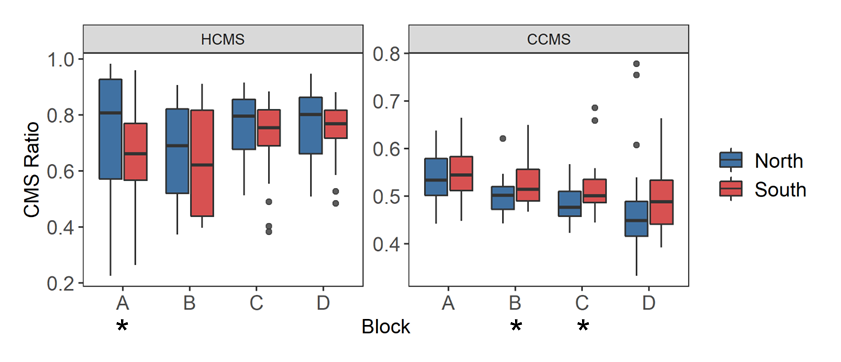 HCMS
CCMS
CMS Ratio
1.0
0.8
0.6
0.4
0.2
0.8
0.7
0.6
0.5
0.4
A B C D
A B C D
* Block * *
North
South